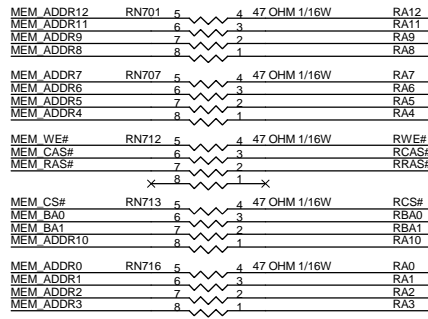 MEM_ADDR12 RN701 5 4 47 OHM 1/16W RA12
MEM_ADDR11 6 3 RA11
MEM_ADDR9 7 2 RA9
MEM_ADDR8 8 1 RA8
MEM_ADDR7 RN707 5 4 47 OHM 1/16W RA7
MEM_ADDR6 6 3 RA6
MEM_ADDR5 7 2 RA5
MEM_ADDR4 8 1 RA4
MEM_WE# RN712 5 4 47 OHM 1/16W RWE#
MEM_CAS# 6 3 RCAS#
MEM_RAS# 7 2 RRAS#
8 1
MEM_CS# RN713 5 4 47 OHM 1/16W RCS#
MEM_BA0 6 3 RBA0
MEM_BA1 7 2 RBA1
MEM_ADDR10 8 1 RA10
MEM_ADDR0 RN716 5 4 47 OHM 1/16W RA0
MEM_ADDR1 6 3 RA1
MEM_ADDR2 7 2 RA2
MEM_ADDR3 8 1 RA3